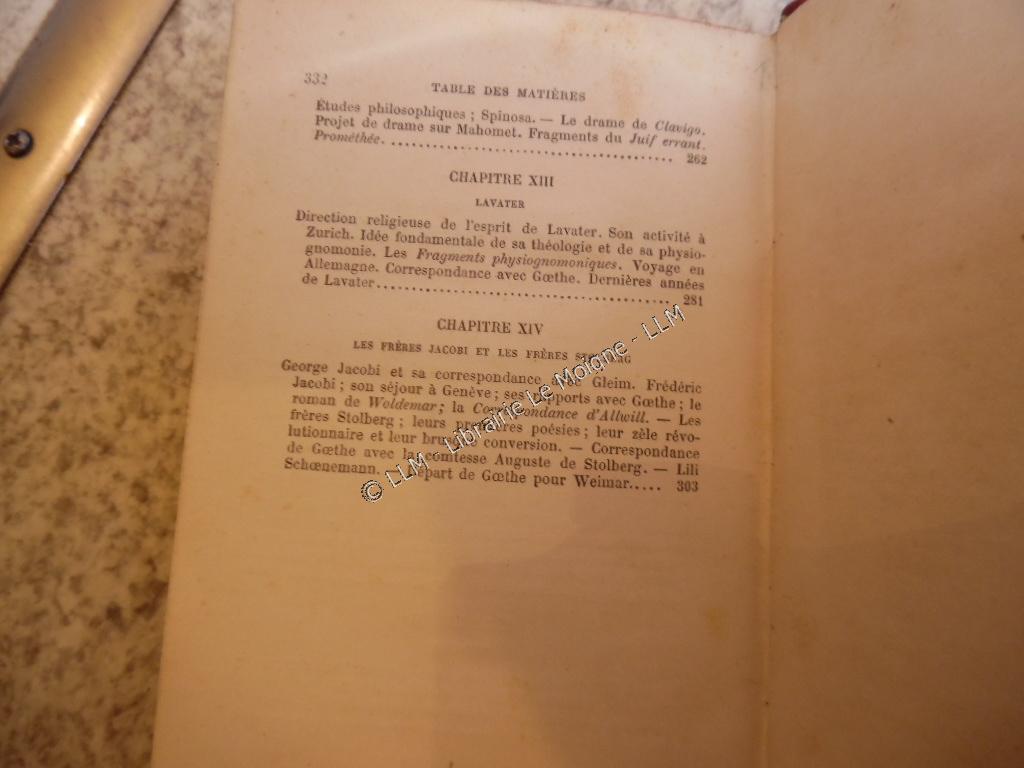 332
TABLE DES MATIÈRES
Études philosophiques ; Spinosa. — Le drame de Clavigo.
Projet de drame sur Mahomet. Fragments du Juif errant.
Prométhée. ........................................ 262
CHAPITRE XIII
LAVATER
Direction religieuse de l'esprit de Lavater. Son activité à
Zurich. Idée fondamentale de sa théologie et de sa physio-
gnomonie. Les Fragments physiognomoniques. Voyage en
Allemagne. Correspondance avec Gœthe. Dernières années
de Lavater........................................ 281
CHAPITRE XIV
LES FRÈRES JACOBI ET LES FRÈRES STOLBERG
George Jacobi et sa correspondance avec Gleim. Frédéric
Jacobi ; son séjour à Genève ; ses rapports avec Gœthe ; le
roman de Woldemar ; la Correspondance d'Allwill. — Les
frères Stolberg ; leurs premières poésies ; leur zèle révo-
lutionnaire et leur brusque conversion. — Correspondance
de Gœthe avec la comtesse Auguste de Stolberg. — Lili
Schœnemann. — Départ de Gœthe pour Weimar..... 303
© LLM - Librairie Le Moigne - LLM